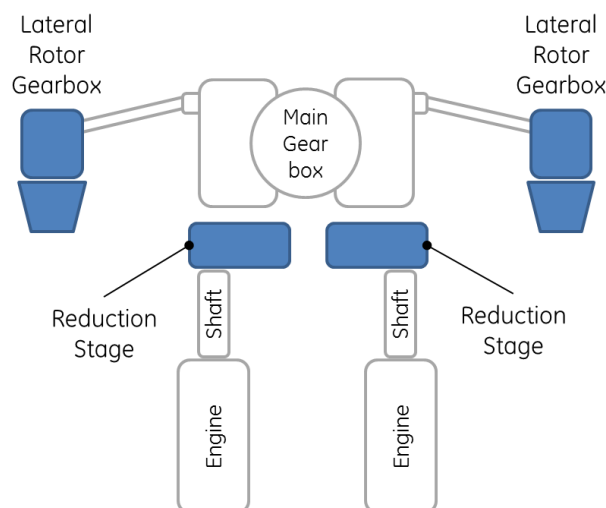 Lateral
Rotor
Gearbox
Lateral
Rotor
Gearbox
Main
Gear
box
Reduction
Stage
Shaft
Shaft
Reduction
Stage
Engine
Engine